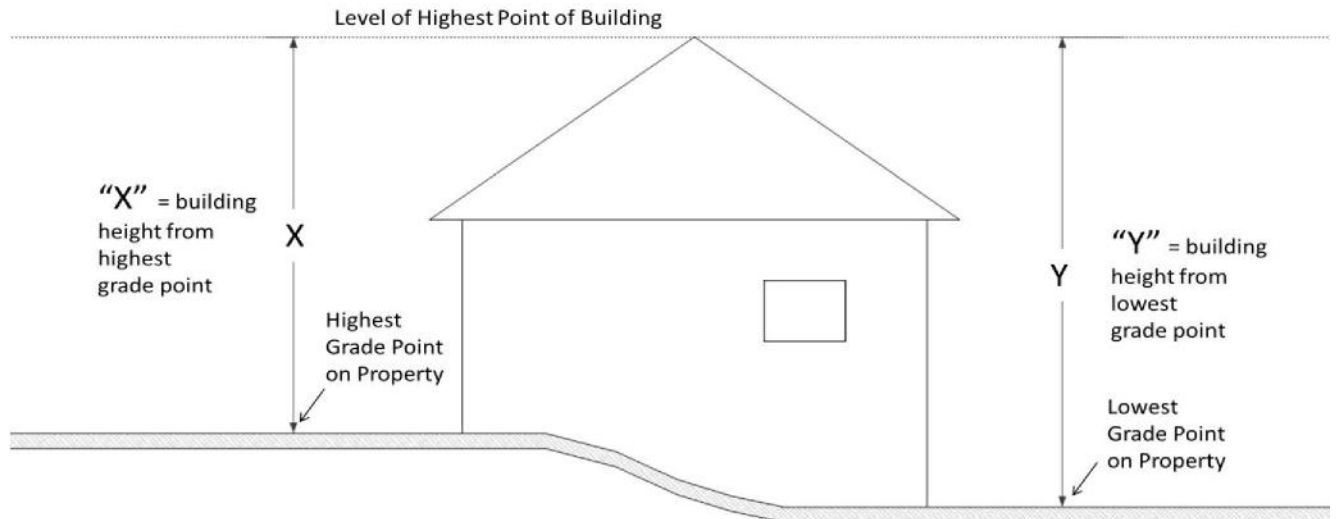 Level of Highest Point of Building
“X” = building
height from
highest
grade point
X
Highest
Grade Point
on Property
Y
“Y” = building
height from
lowest
grade point
Lowest
Grade Point
on Property